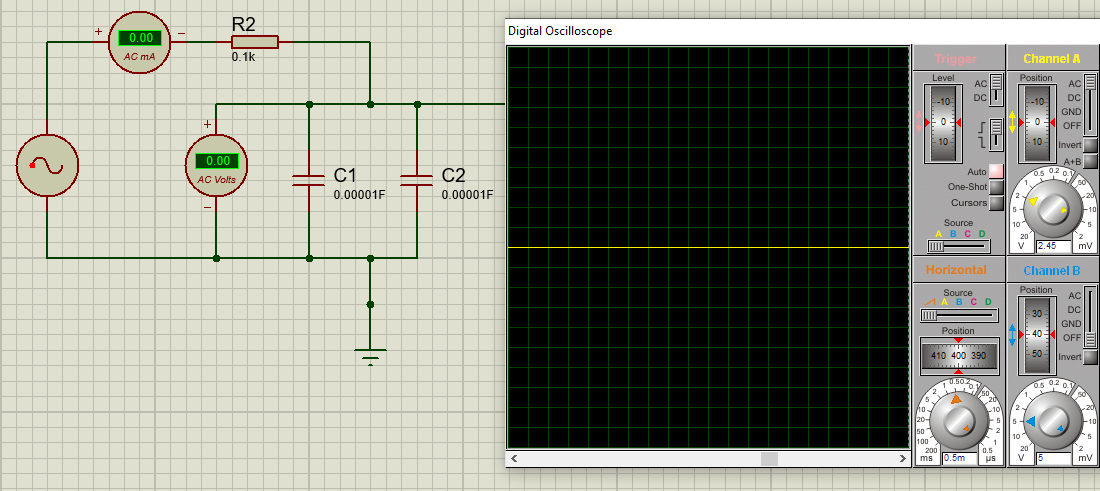 R2
+
0.00
−
AC mA
0.1k
+
0.00
AC Volts
−
C1
0.00001F
C2
0.00001F
Digital Oscilloscope
Trigger
Level
-10
0
10
AC
DC
Auto
One-Shot
Cursors
Source
A B C D
Channel A
Position
-10
0
10
AC
DC
GND
OFF
Invert
A+B
0.5 0.2 0.1
1
2
5
10
20
V
50
20
10
5
2
mV
2.45
Horizontal
Source
A B C D
Position
410 400 390
0.5 0.2
1
2
5
10
20
50
100
200
ms
50
20
10
5
2
1
0.5
µs
0.5m
Channel B
Position
30
40
50
AC
DC
GND
OFF
Invert
0.5 0.2 0.1
1
2
5
10
20
V
50
20
10
5
2
mV
5